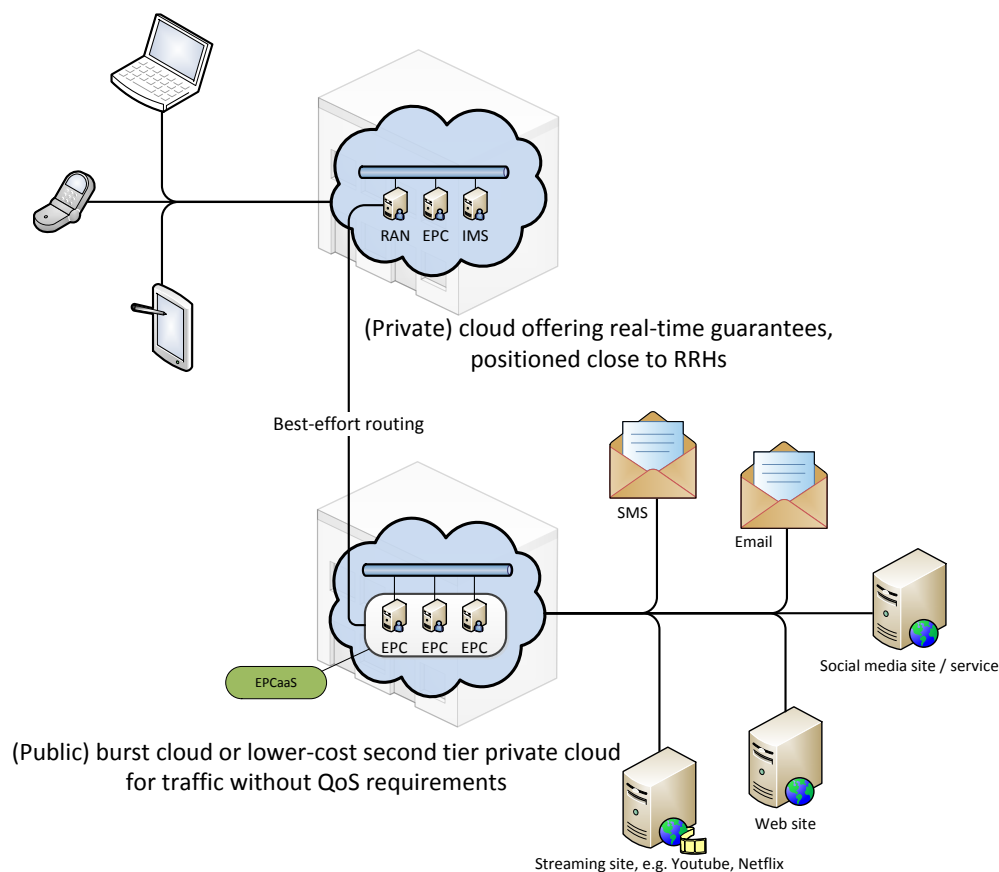 RAN EPC IMS
(Private) cloud offering real-time guarantees,
positioned close to RRHs
Best-effort routing
SMS
Email
EPC EPC EPC
EPCaaS
Social media site / service
(Public) burst cloud or lower-cost second tier private cloud
for traffic without QoS requirements
Web site
Streaming site, e.g. Youtube, Netflix